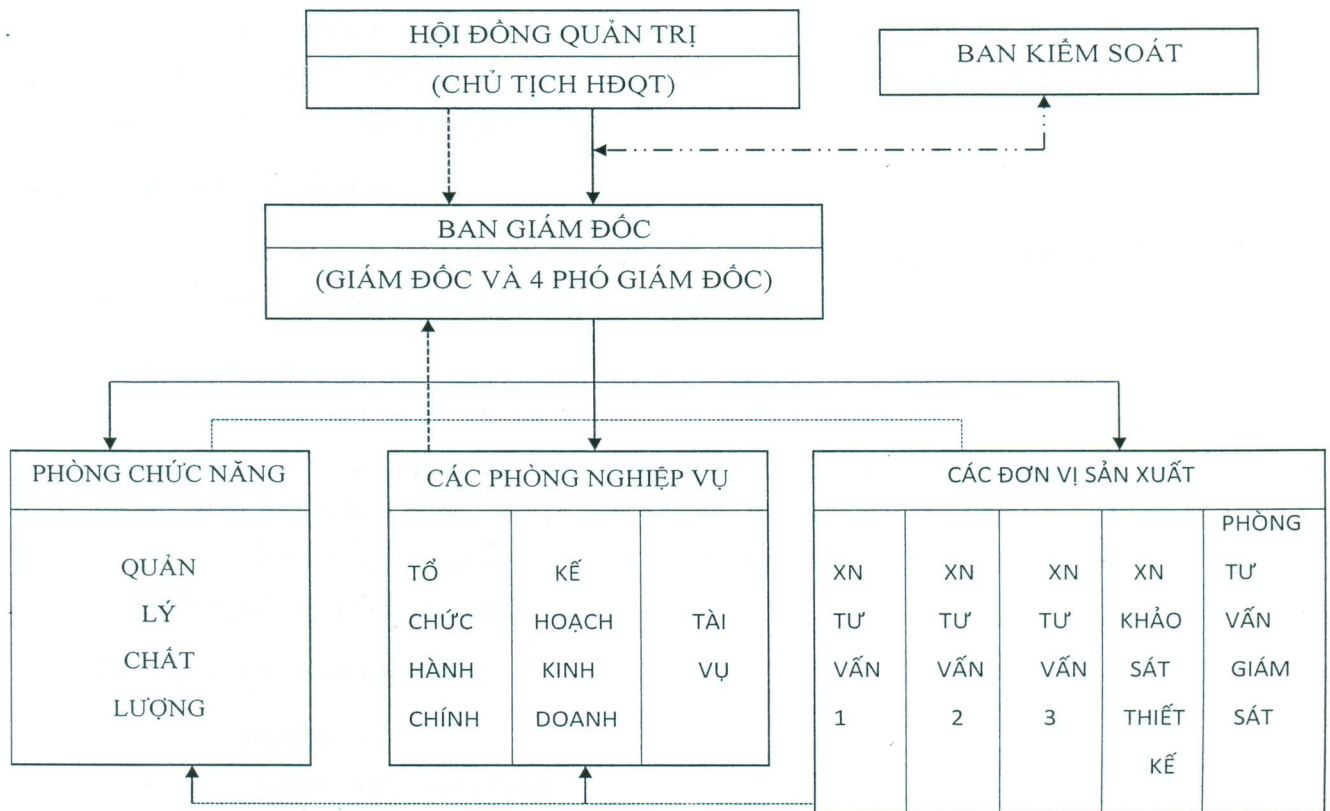 HỘI ĐỒNG QUẢN TRỊ
(CHỦ TỊCH HĐQT)
BAN KIỂM SOÁT
BAN GIÁM ĐỐC
(GIÁM ĐỐC VÀ 4 PHÓ GIÁM ĐỐC)
PHÒNG CHỨC NĂNG
QUẢN
LÝ
CHẤT
LƯỢNG
CÁC PHÒNG NGHIỆP VỤ
TỔ
CHỨC
HÀNH
CHÍNH
KẾ
HOẠCH
KINH
DOANH
TÀI
VỤ
CÁC ĐƠN VỊ SẢN XUẤT
XN
TƯ
VẤN
1
XN
TƯ
VẤN
2
XN
TƯ
VẤN
3
XN
KHẢO
SÁT
THIẾT
KẾ
PHÒNG
TƯ
VẤN
GIÁM
SÁT